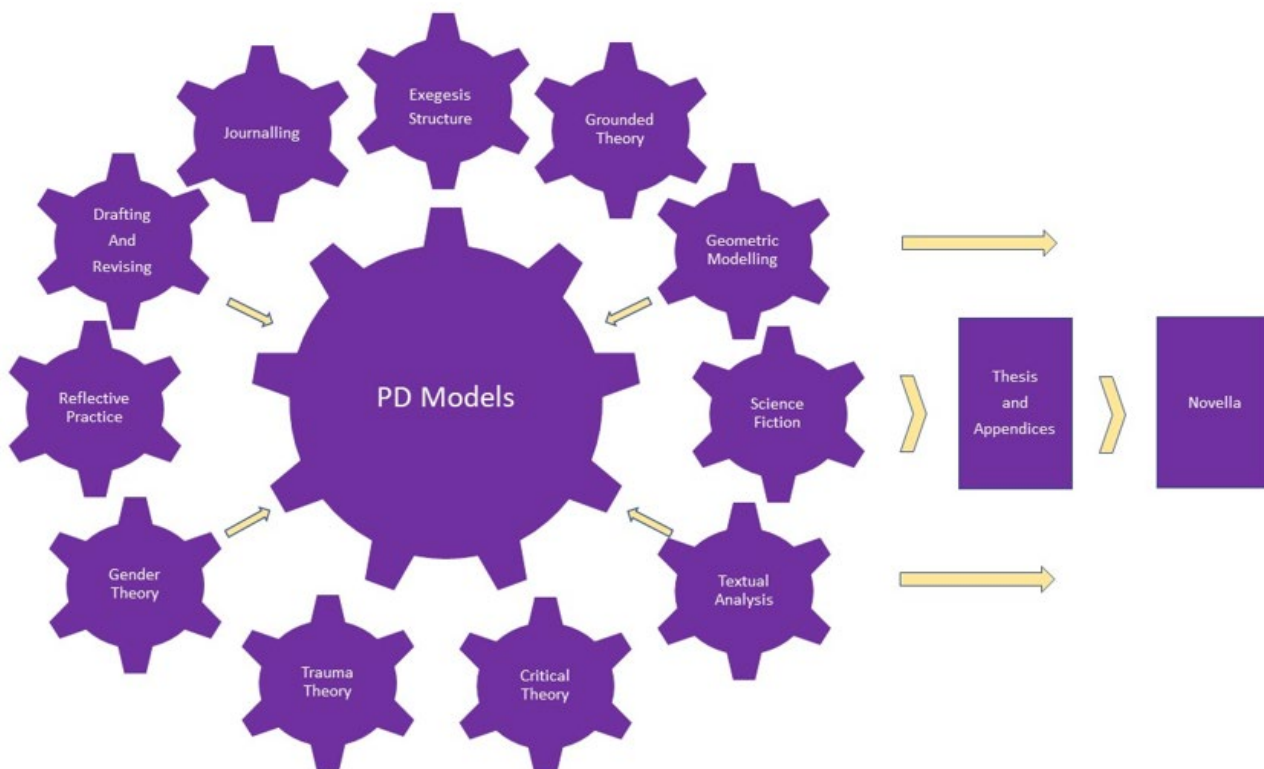 Exegesis
Structure
Journalling
Grounded
Theory
Drafting
And
Revising
Geometric
Modelling
PD Models
Reflective
Practice
Science
Fiction
Thesis
and
Appendices
Novella
Gender
Theory
Textual
Analysis
Trauma
Theory
Critical
Theory